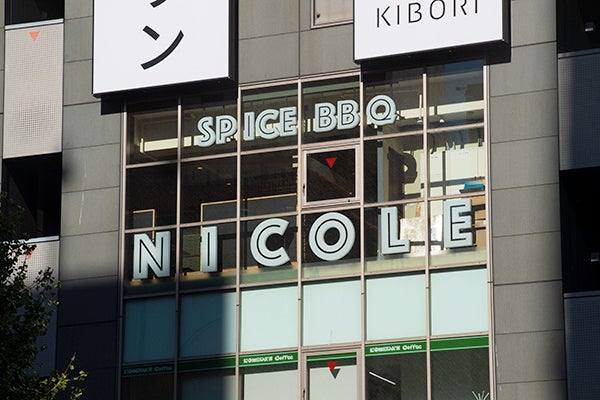 ン
KIBORI
SPICE BBQ
NICOLE
KOMEDA'S Coffee
KOMEDA'S Coffee